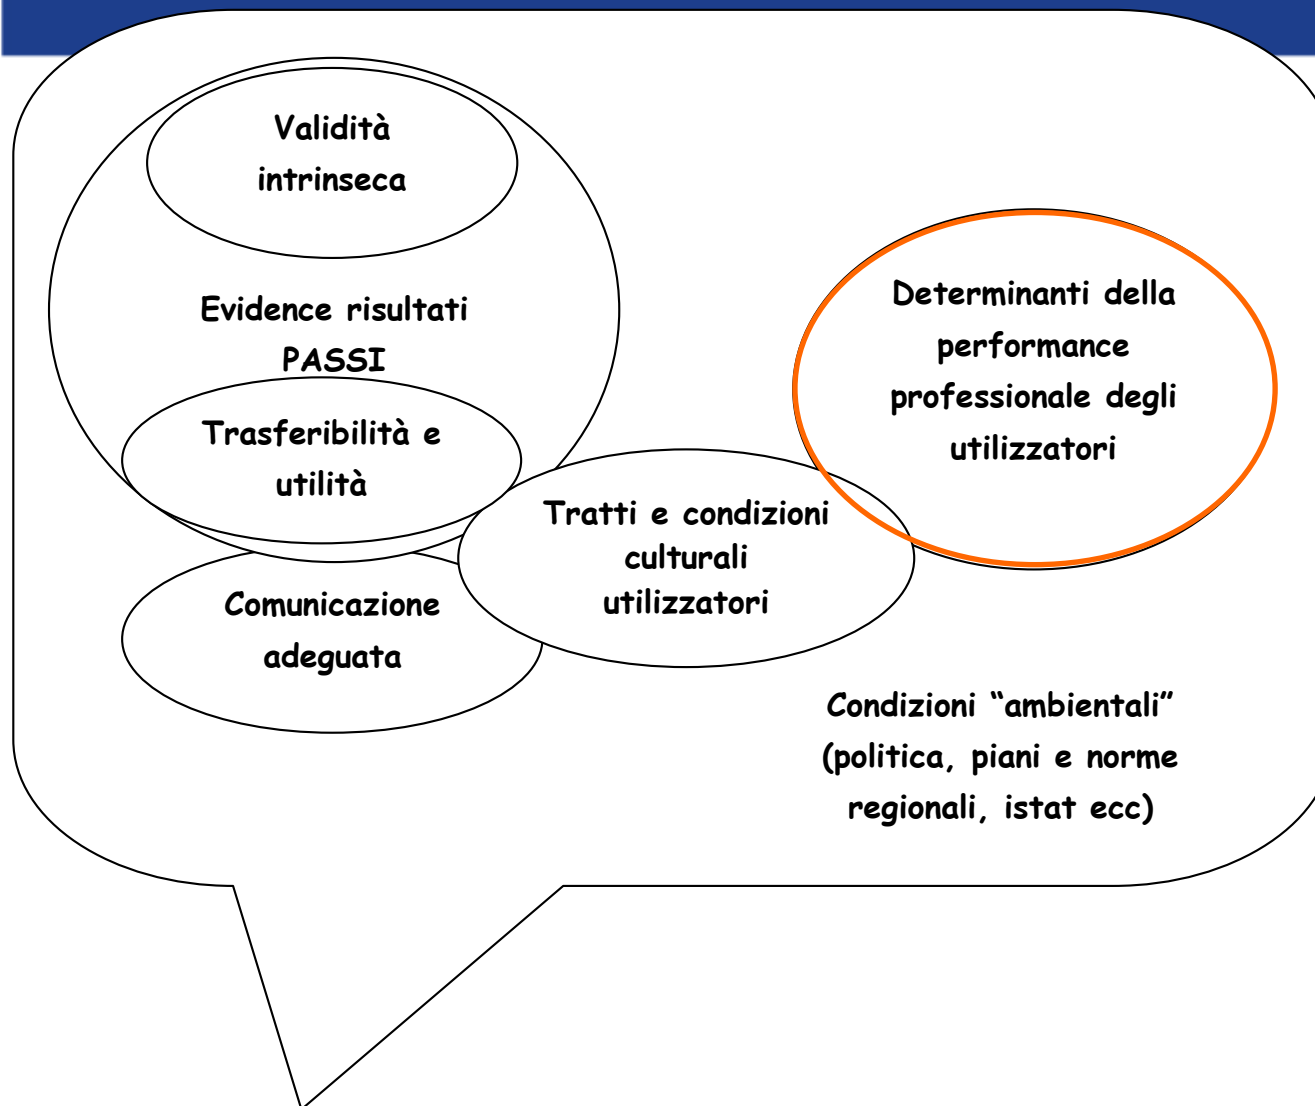 Validità
intrinseca
Evidence risultati
PASSI
Trasferibilità e
utilità
Comunicazione
adeguata
Tratti e condizioni
culturali
utilizzatori
Determinanti della
performance
professionale degli
utilizzatori
Condizioni “ambientali”
(politica, piani e norme
regionali, istat ecc)